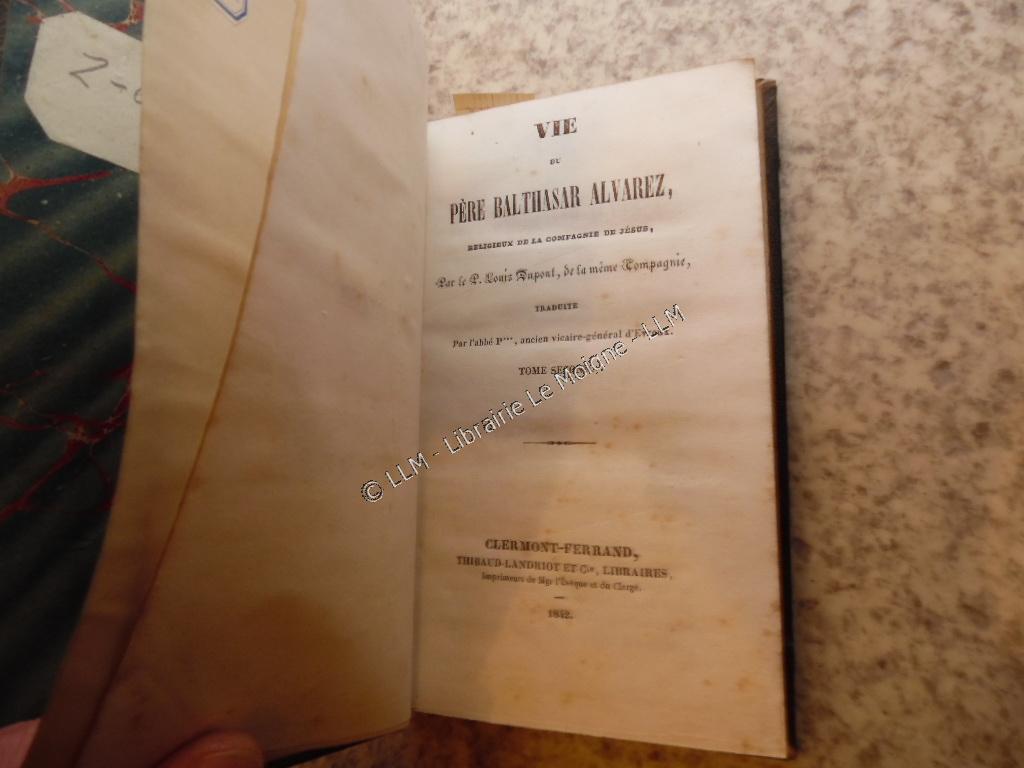 2-
VIE
DU
PÈRE BALTHASAR ALVAREZ,
RELIGIEUX DE LA COMPAGNIE DE JÉSUS,
Par le P. Louis Dupont, de la même Compagnie,
TRADUITE
Par l'abbé P***, ancien vicaire-général d'
TOME
CLERMONT-FERRAND,
THIBAUD-LANDRIOT ET Cie, LIBRAIRES,
Imprimeurs de Mgr l'Évêque et du Clergé.
1842.
© LLM - Librairie Le Moigne - LLM